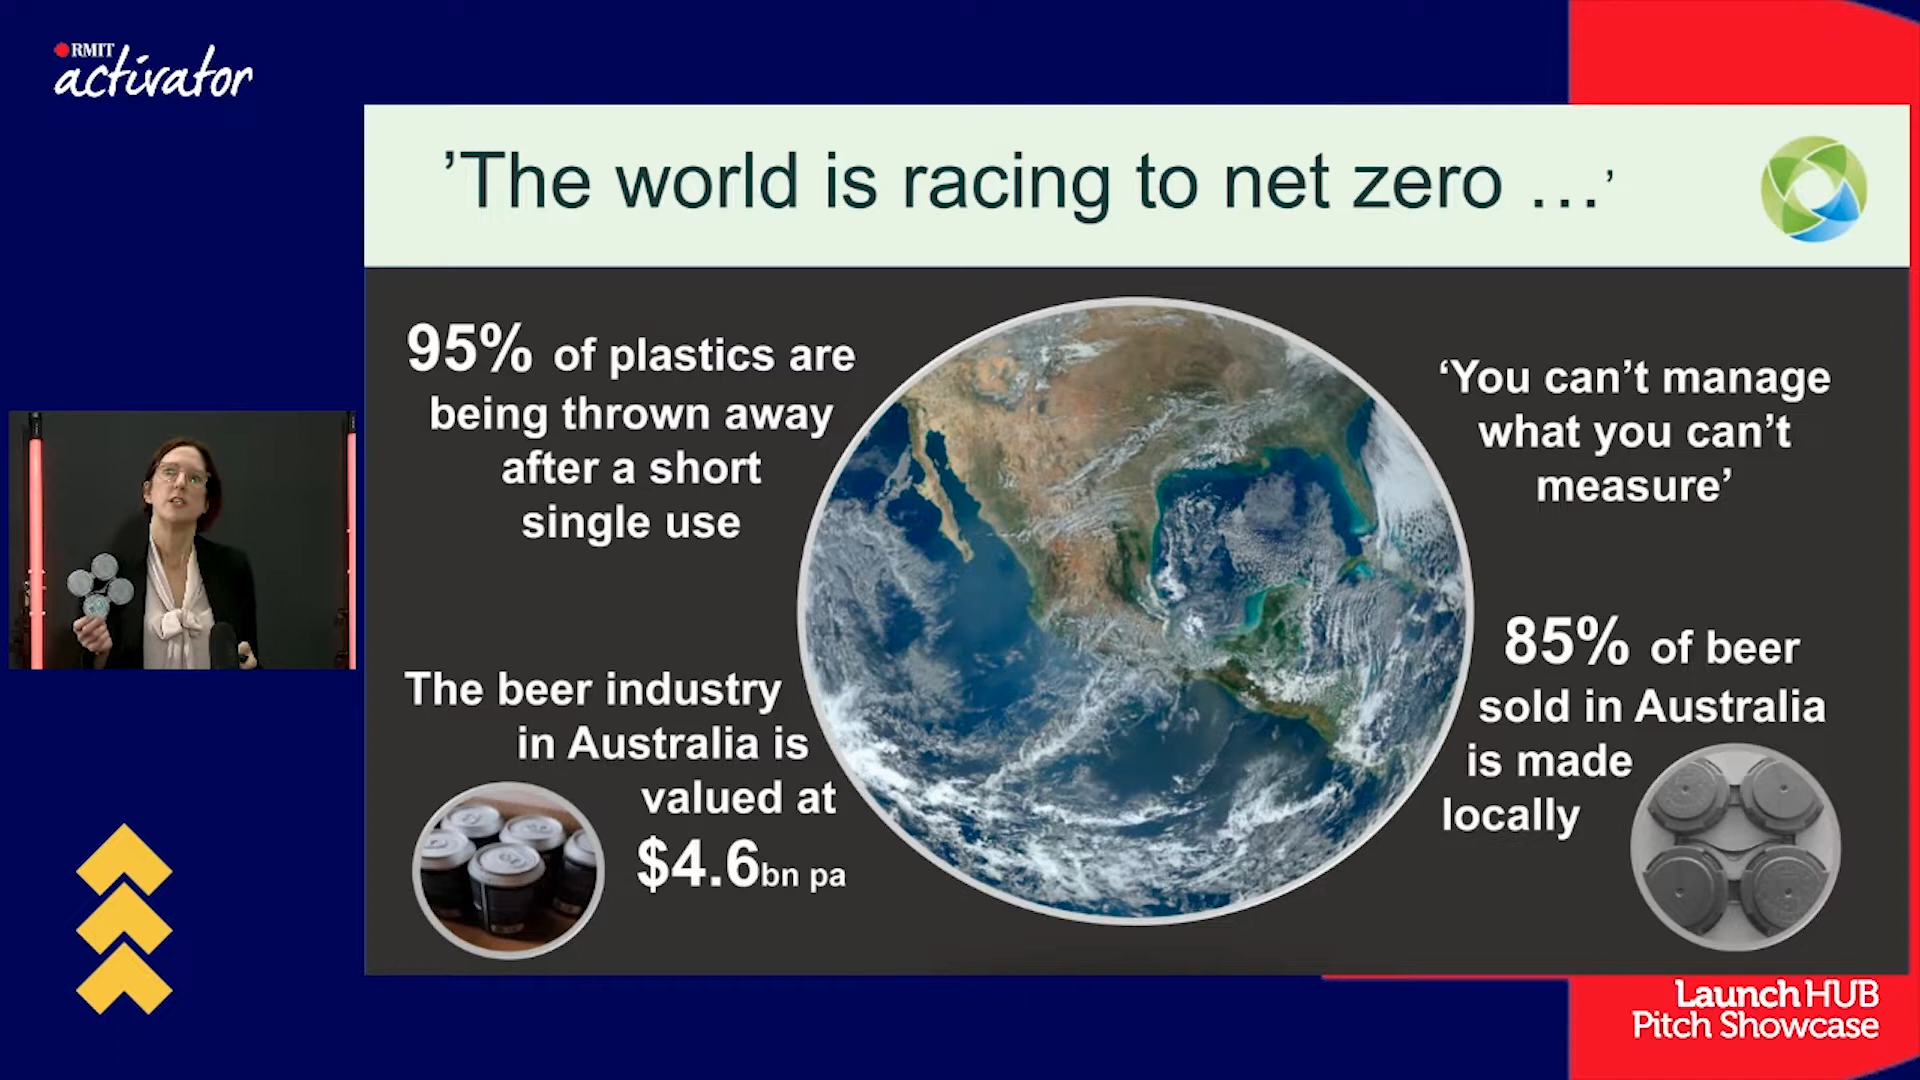 RMIT
activator
’The world is racing to net zero …’
95% of plastics are
being thrown away
after a short
single use
‘You can’t manage
what you can’t
measure’
The beer industry
in Australia is
valued at
$4.6bn pa
85% of beer
sold in Australia
is made
locally
Launch HUB
Pitch Showcase